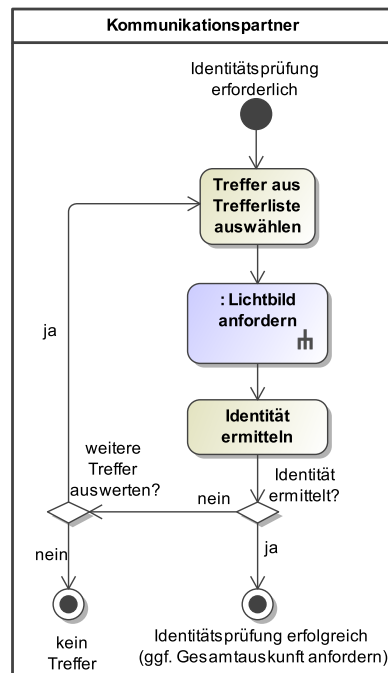 Kommunikationspartner
Identitätsprüfung
erforderlich
Treffer aus
Trefferliste
auswählen
: Lichtbild
anfordern
ja
Identität
ermitteln
weitere
Treffer
auswerten?
nein
Identität
ermittelt?
nein
ja
kein
Treffer
Identitätsprüfung erfolgreich
(ggf. Gesamtauskunft anfordern)